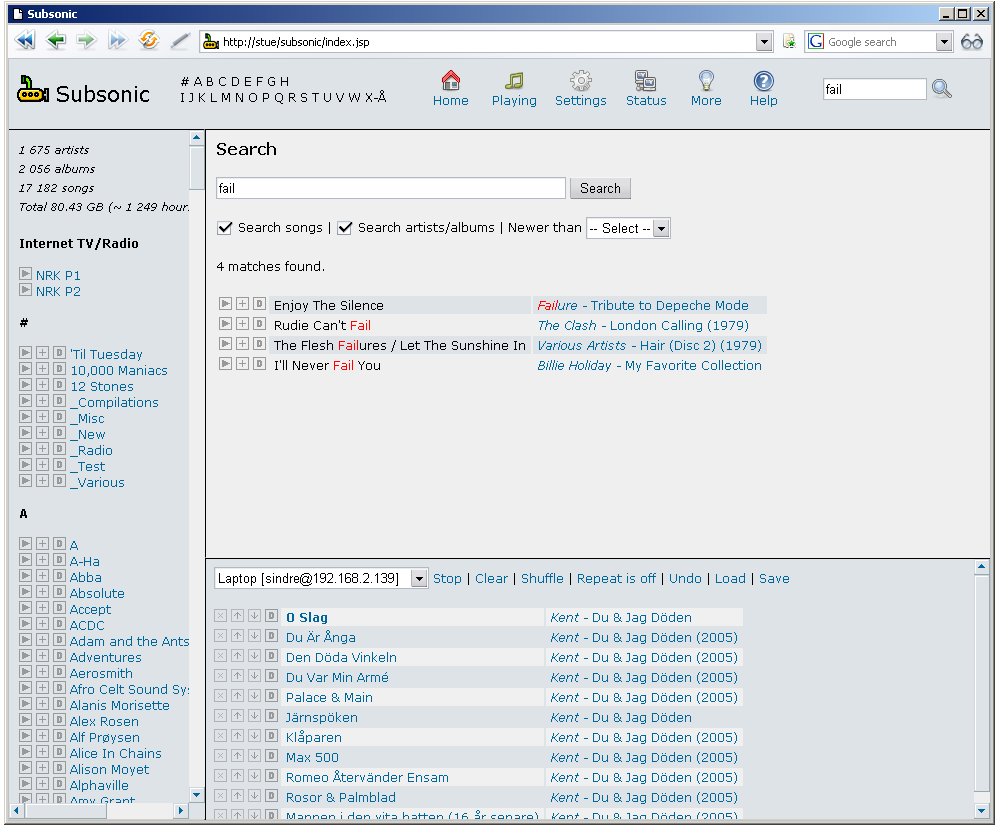 Subsonic
http://stue/subsonic/index.jsp
G Google search
Subsonic
# A B C D E F G H
I J K L M N O P Q R S T U V W X-Å
Home Playing Settings Status More Help
fail
1 675 artists
2 056 albums
17 182 songs
Total 80.43 GB (~ 1 249 hour
Internet TV/Radio
NRK P1
NRK P2
#
D 'Til Tuesday
D 10,000 Maniacs
D 12 Stones
D _Compilations
D _Misc
D _New
D _Radio
D _Test
D _Various
A
D A
D A-Ha
D Abba
D Absolute
D Accept
D ACDC
D Adam and the Ants
D Adventures
D Aerosmith
D Afro Celt Sound Sy
D Alanis Morisette
D Alex Rosen
D Alf Prøysen
D Alice In Chains
D Alison Moyet
D Alphaville
D Amy Grant
Search
fail Search
Search songs | Search artists/albums | Newer than -- Select --
4 matches found.
D Enjoy The Silence Failure - Tribute to Depeche Mode
D Rudie Can't Fail The Clash - London Calling (1979)
D The Flesh Failures / Let The Sunshine In Various Artists - Hair (Disc 2) (1979)
D I'll Never Fail You Billie Holiday - My Favorite Collection
Laptop [sindre@192.168.2.139] Stop | Clear | Shuffle | Repeat is off | Undo | Load | Save
D 0 Slag Kent - Du & Jag Döden
D Du Är Ånga Kent - Du & Jag Döden (2005)
D Den Döda Vinkeln Kent - Du & Jag Döden (2005)
D Du Var Min Armé Kent - Du & Jag Döden (2005)
D Palace & Main Kent - Du & Jag Döden (2005)
D Järnspöken Kent - Du & Jag Döden
D Klåparen Kent - Du & Jag Döden (2005)
D Max 500 Kent - Du & Jag Döden (2005)
D Romeo Återvänder Ensam Kent - Du & Jag Döden (2005)
D Rosor & Palmblad Kent - Du & Jag Döden (2005)
D Mannen i den vita hatten (16 år senare) Kent - Du & Jag Döden (2005)